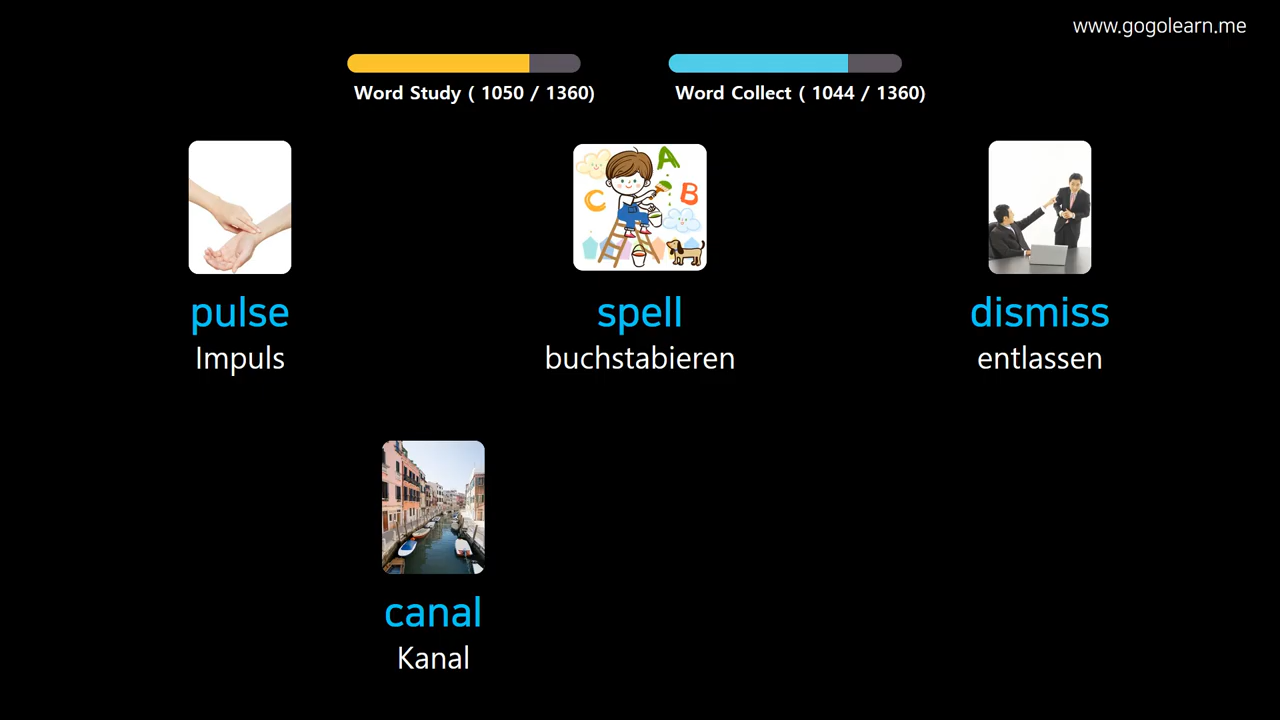 www.gogolearn.me
Word Study ( 1050 / 1360)
Word Collect ( 1044 / 1360)
A
B
C
pulse
Impuls
spell
buchstabieren
dismiss
entlassen
canal
Kanal